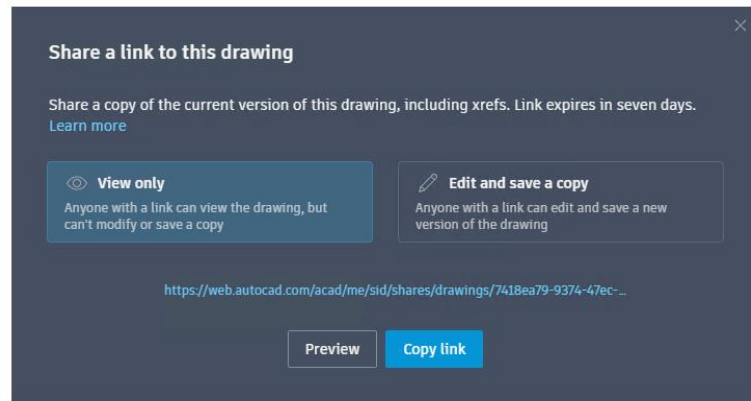 Share a link to this drawing
Share a copy of the current version of this drawing, including xrefs. Link expires in seven days.
Learn more
View only
Anyone with a link can view the drawing, but
can't modify or save a copy
Edit and save a copy
Anyone with a link can edit and save a new
version of the drawing
https://web.autocad.com/acad/me/sid/shares/drawings/7418ea79-9374-47ec-...
Preview
Copy link